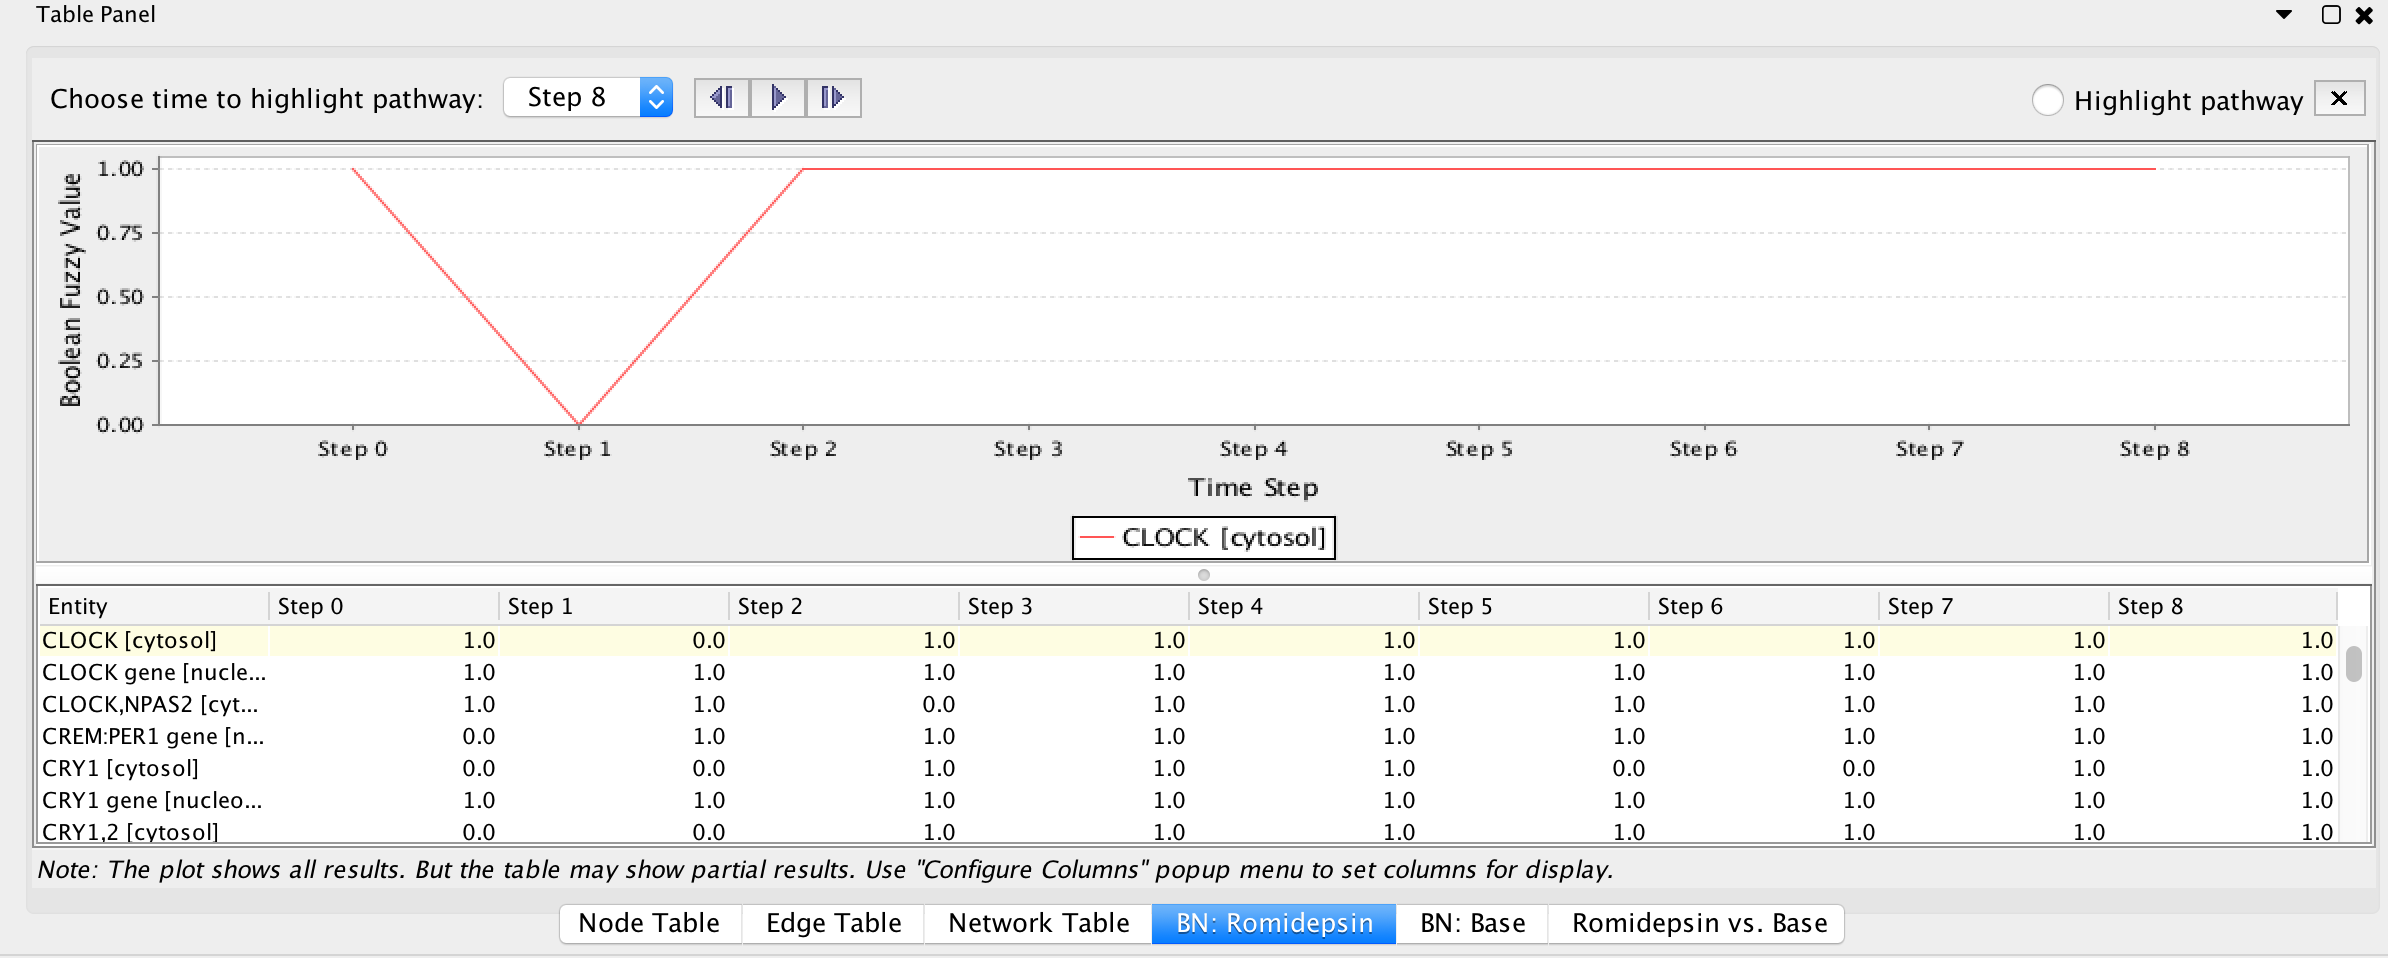 Table Panel
Choose time to highlight pathway: Step 8 Highlight pathway
Boolean Fuzzy Value
1.00
0.75
0.50
0.25
0.00
Step 0 Step 1 Step 2 Step 3 Step 4 Step 5 Step 6 Step 7 Step 8
Time Step
CLOCK [cytosol]
Entity Step 0 Step 1 Step 2 Step 3 Step 4 Step 5 Step 6 Step 7 Step 8
CLOCK [cytosol] 1.0 0.0 1.0 1.0 1.0 1.0 1.0 1.0 1.0
CLOCK gene [nucle... 1.0 1.0 1.0 1.0 1.0 1.0 1.0 1.0 1.0
CLOCK,NPAS2 [cyt... 1.0 1.0 0.0 1.0 1.0 1.0 1.0 1.0 1.0
CREM:PER1 gene [n... 0.0 1.0 1.0 1.0 1.0 1.0 1.0 1.0 1.0
CRY1 [cytosol] 0.0 0.0 1.0 1.0 1.0 0.0 0.0 1.0 1.0
CRY1 gene [nucleo... 1.0 1.0 1.0 1.0 1.0 1.0 1.0 1.0 1.0
CRY1,2 [cytosol] 0.0 0.0 1.0 1.0 1.0 1.0 1.0 1.0 1.0
Note: The plot shows all results. But the table may show partial results. Use "Configure Columns" popup menu to set columns for display.
Node Table Edge Table Network Table BN: Romidepsin BN: Base Romidepsin vs. Base